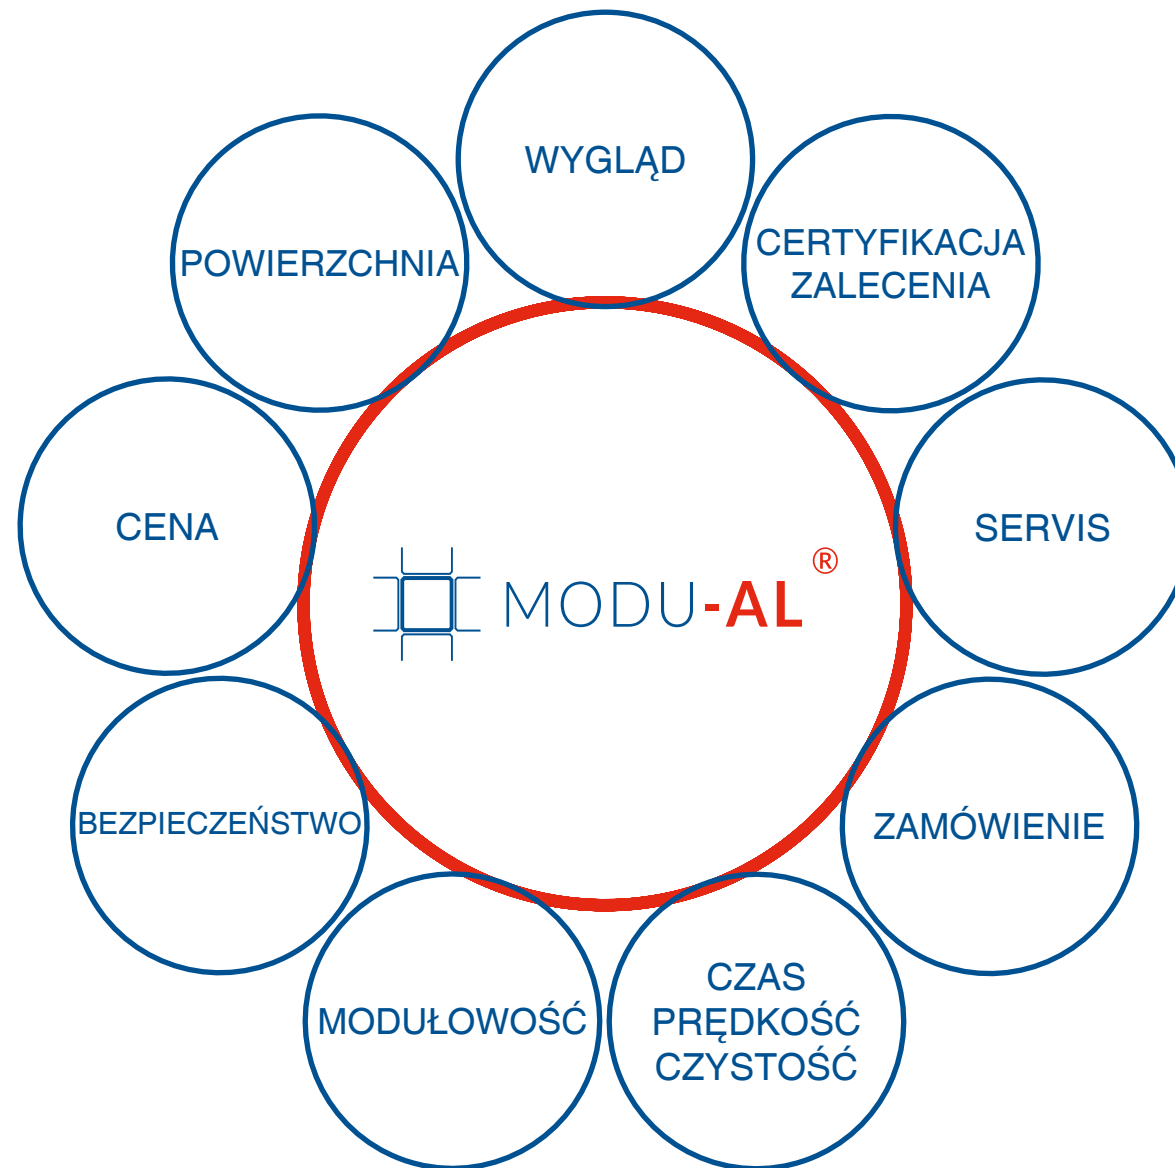 WYGLĄD
CERTYFIKACJA
ZALECENIA
POWIERZCHNIA
CENA
SERVIS
MODU-AL®
BEZPIECZEŃSTWO
ZAMÓWIENIE
MODUŁOWOŚĆ
CZAS
PRĘDKOŚĆ
CZYSTOŚĆ